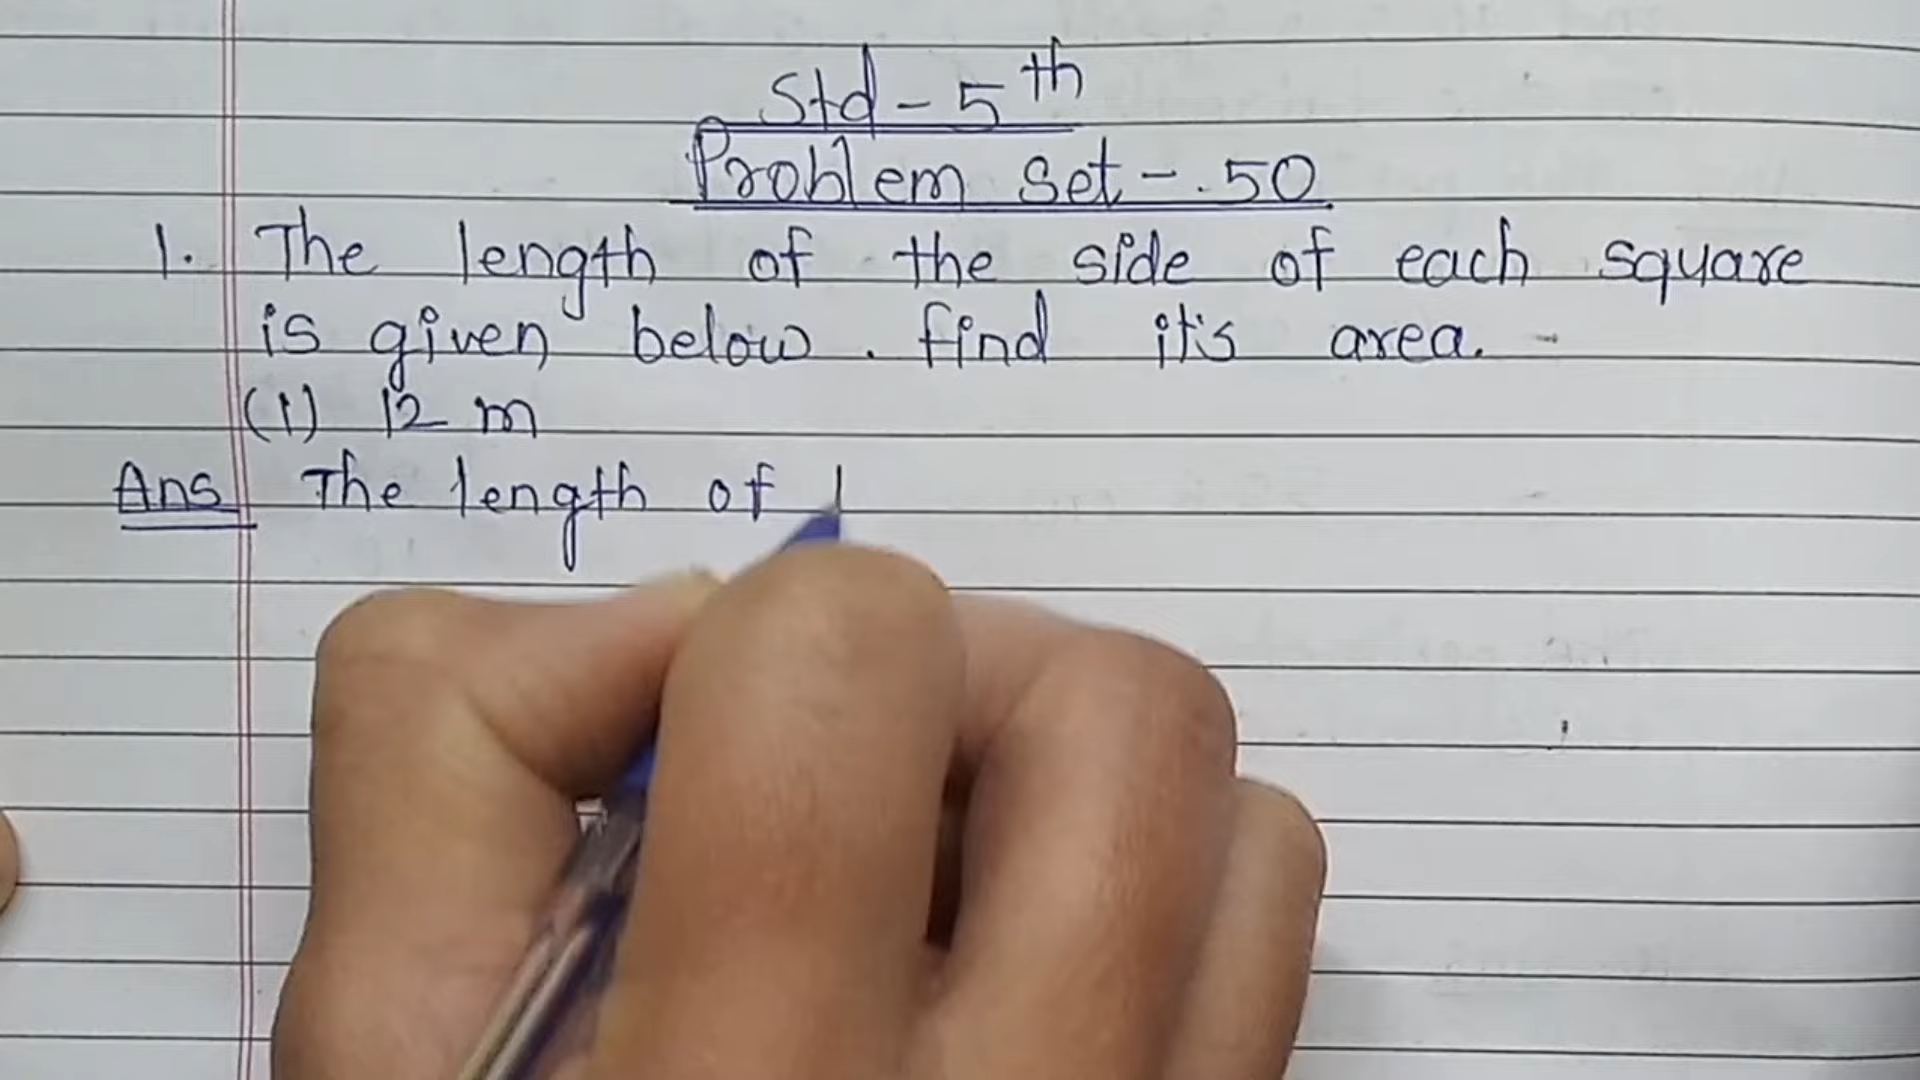 Std - 5th
Problem set - . 50
1. The length of the side of each square
is given below . find it's area.
(1) 12 m
Ans The length of